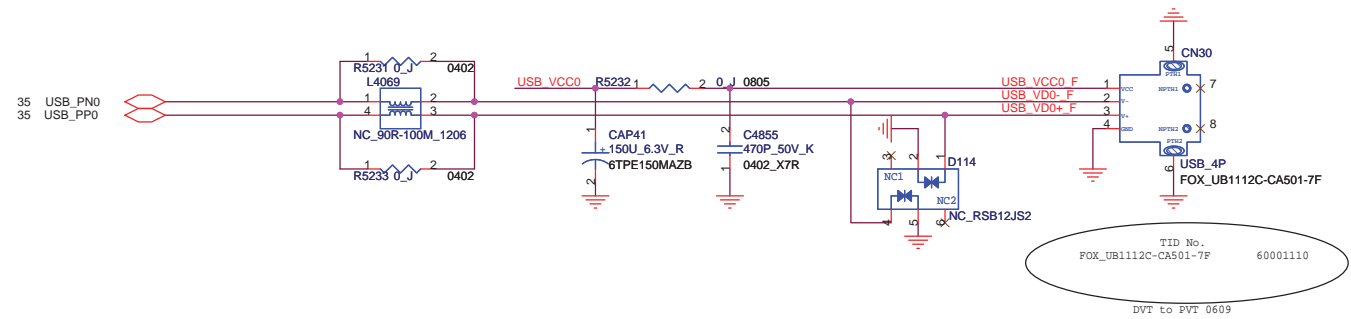 5
CN30
PTH1
1 2
R5231 0_J 0402
L4069
USB_VCC0 R5232 1 2 0_J 0805 USB_VCC0_F 1 VCC NPTH1 7
35 USB_PN0 1 2 USB_VD0-_F 2 V-
35 USB_PP0 4 3 USB_VD0+_F 3 V+
4 GND NPTH2 8
NC_90R-100M_1206
PTH2
1 CAP41 2 C4855 3 2 1 D114
+ 150U_6.3V_R 470P_50V_K
1 2 6TPE150MAZB 0402_X7R
R5233 0_J 0402
2 1
6 USB_4P
FOX_UB1112C-CA501-7F
NC1
NC2
4 5 6 NC_RSB12JS2
TID No.
FOX_UB1112C-CA501-7F 60001110
DVT to PVT 0609